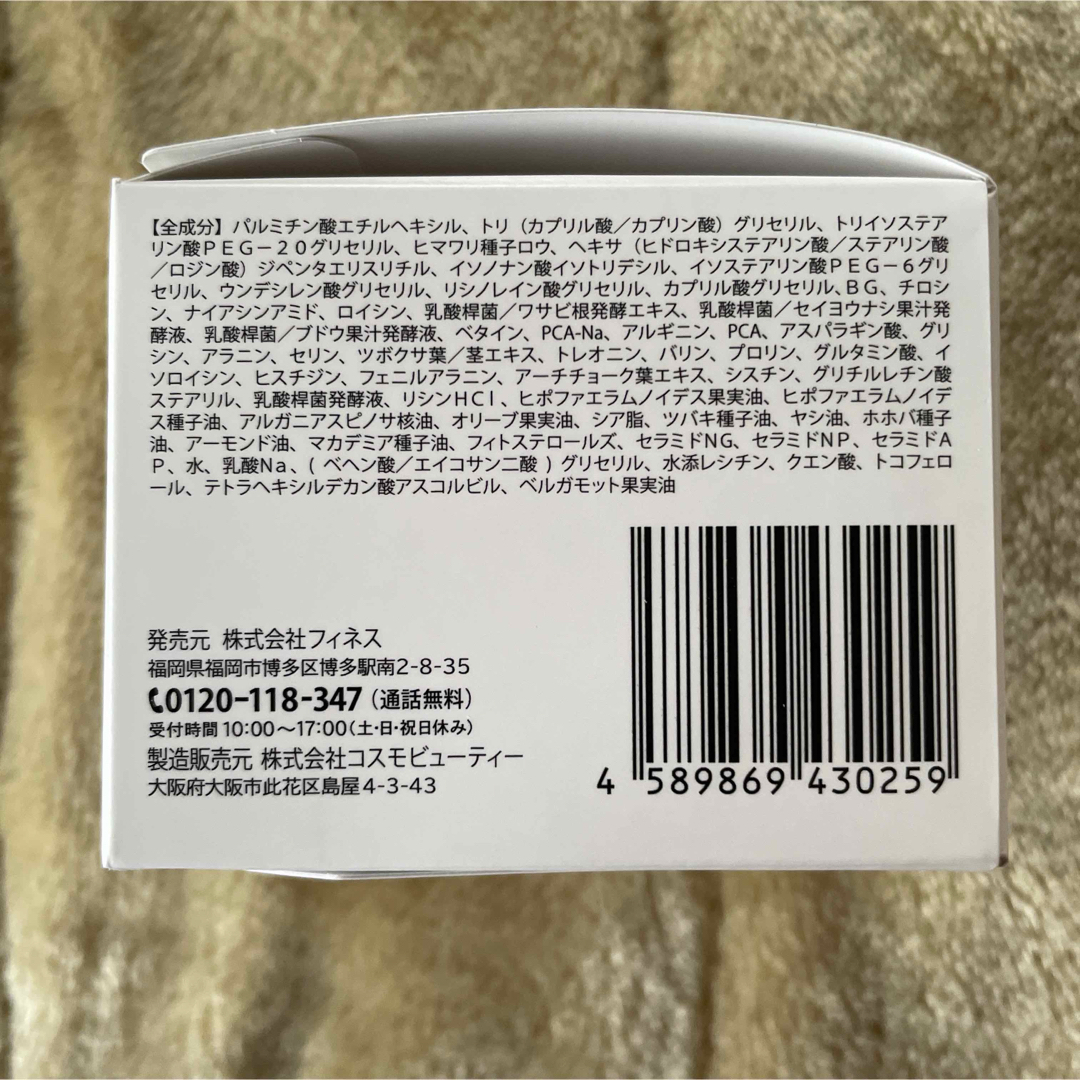 【全成分】パルミチン酸エチルヘキシル、トリ（カプリル酸／カプリン酸）グリセリル、トリイソステア
リン酸ＰＥＧ－２０グリセリル、ヒマワリ種子ロウ、ヘキサ（ヒドロキシステアリン酸／ステアリン酸
／ロジン酸）ジペンタエリスリチル、イソノナン酸イソトリデシル、イソステアリン酸ＰＥＧ－６グリ
セリル、ウンデシレン酸グリセリル、リシノレイン酸グリセリル、カプリル酸グリセリル、ＢＧ、チロシ
ン、ナイアシンアミド、ロイシン、乳酸桿菌／ワサビ根発酵エキス、乳酸桿菌／セイヨウナシ果汁発
酵液、乳酸桿菌／ブドウ果汁発酵液、ベタイン、PCA-Na、アルギニン、PCA、アスパラギン酸、グリ
シン、アラニン、セリン、ツボクサ葉／茎エキス、トレオニン、バリン、プロリン、グルタミン酸、イ
ソロイシン、ヒスチジン、フェニルアラニン、アーチチョーク葉エキス、シスチン、グリチルレチン酸
ステアリル、乳酸桿菌発酵液、リシンＨＣｌ、ヒポファエラムノイデス果実油、ヒポファエラムノイデ
ス種子油、アルガニアスピノサ核油、オリーブ果実油、シア脂、ツバキ種子油、ヤシ油、ホホバ種子
油、アーモンド油、マカデミア種子油、フィトステロールズ、セラミドNG、セラミドNP、セラミドA
P、水、乳酸Ｎａ、( ベヘン酸／エイコサン二酸 ) グリセリル、水添レシチン、クエン酸、トコフェロ
ール、テトラヘキシルデカン酸アスコルビル、ベルガモット果実油
発売元 株式会社フィネス
福岡県福岡市博多区博多駅南2-8-35
0120-118-347（通話無料）
受付時間 10:00～17:00（土・日・祝日休み）
製造販売元 株式会社コスモビューティー
大阪府大阪市此花区島屋4-3-43
4 589869 430259